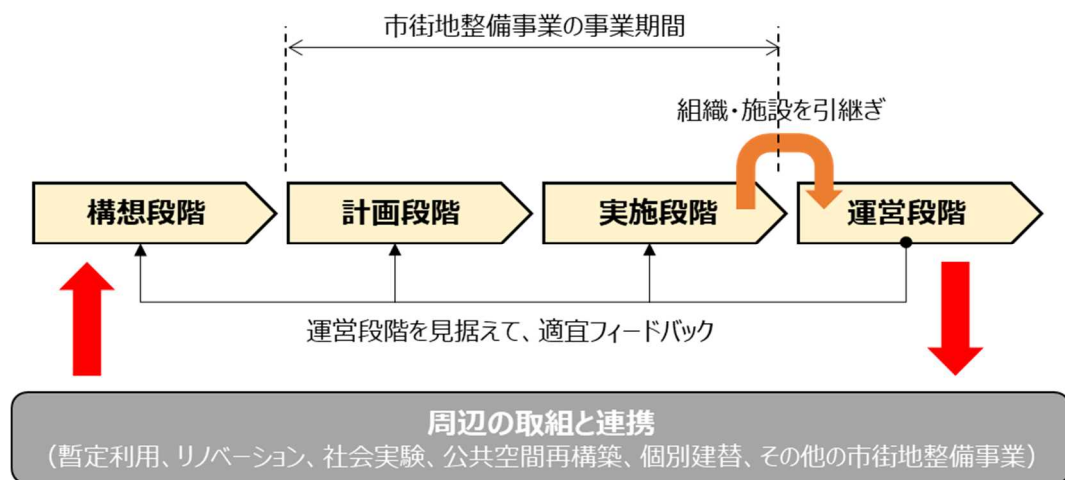 市街地整備事業の事業期間
組織・施設を引継ぎ
構想段階
計画段階
実施段階
運営段階
運営段階を見据えて、適宜フィードバック
周辺の取組と連携
（暫定利用、リノベーション、社会実験、公共空間再構築、個別建替、その他の市街地整備事業）